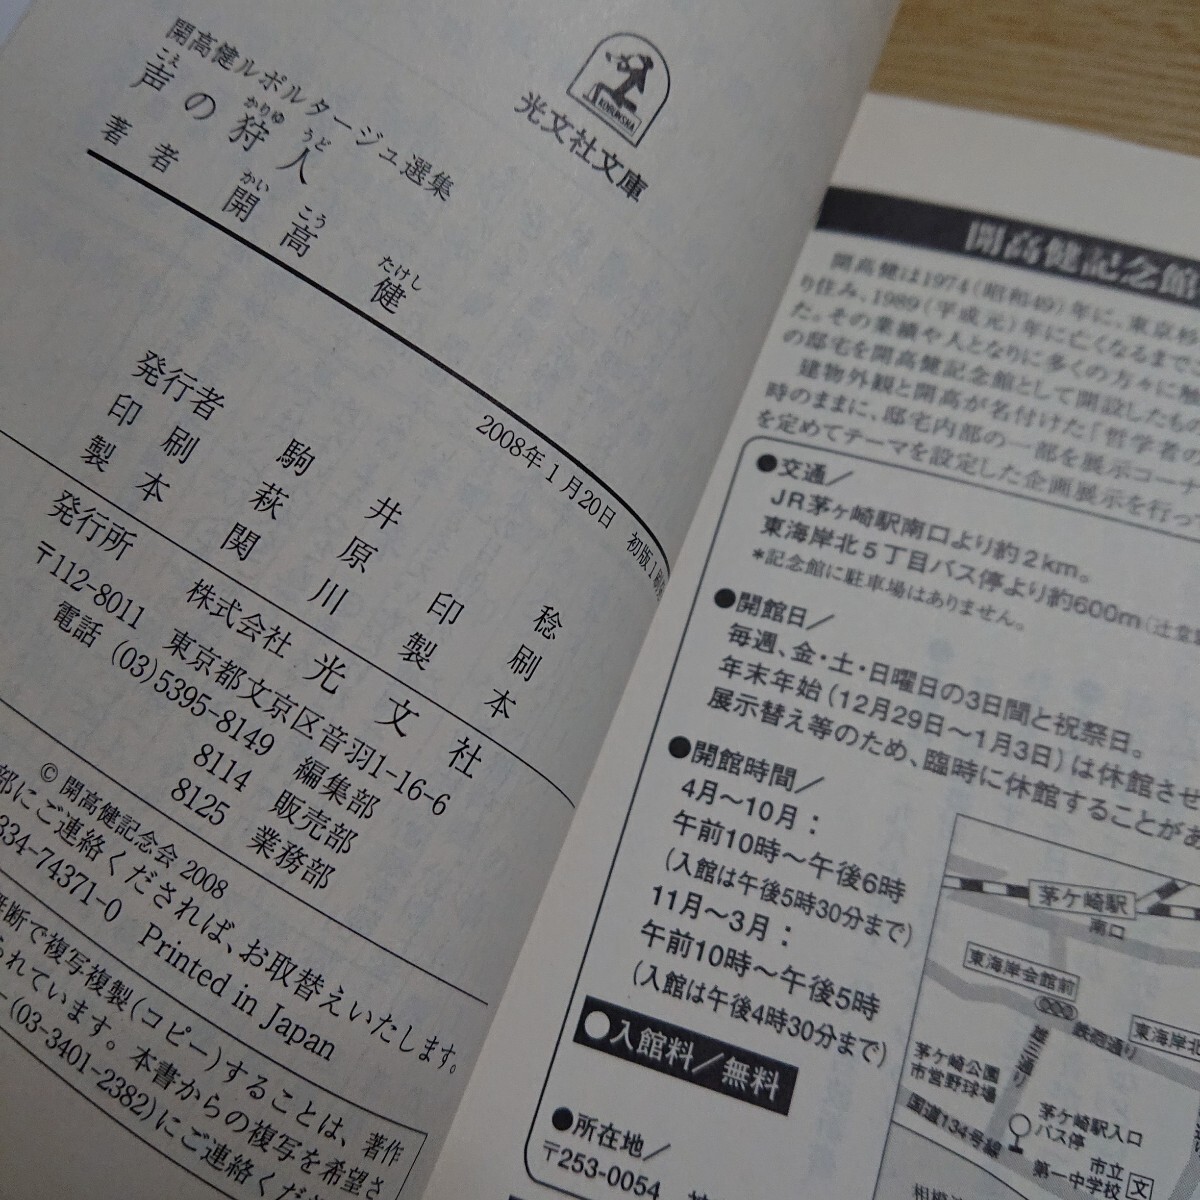 KOBUNSHA
光文社文庫
開高健ルポルタージュ選集
こえ かりゅうど
声の狩人
かい こう たけし
著者 開高 健
2008年1月20日 初版1刷
発行者 駒井 稔
印刷 萩原印刷
製本 関川製本
発行所 株式会社 光文社
〒112-8011 東京都文京区音羽1-16-6
電話 (03)5395-8149 編集部
8114 販売部
8125 業務部
© 開高健記念会 2008
部にご連絡くだされば、お取替えいたします。
334-74371-0 Printed in Japan
無断で複写複製(コピー)することは、著作
られています。本書からの複写を希望さ
(03-3401-2382)にご連絡くだ
開高健記念館
開高健は1974(昭和49)年に、東京杉
り住み、1989(平成元)年に亡くなるまで
た。その業績や人となりに多くの方々に触
の邸宅を開高健記念館として開設したもの
建物外観と開高が名付けた「哲学者の
時のままに、邸宅内部の一部を展示コーナ
を定めてテーマを設定した企画展示を行っ
●交通/
JR茅ヶ崎駅南口より約2km。
東海岸北5丁目バス停より約600m(辻堂
*記念館に駐車場はありません。
●開館日/
毎週、金・土・日曜日の3日間と祝祭日。
年末年始(12月29日〜1月3日)は休館させ
展示替え等のため、臨時に休館することがあ
●開館時間/
4月〜10月:
午前10時〜午後6時
(入館は午後5時30分まで)
11月〜3月:
午前10時〜午後5時
(入館は午後4時30分まで)
●入館料/無料
●所在地/
〒253-0054
茅ケ崎駅
南口
東海岸会館前
東海岸北
鉄砲通り
雄三通り
茅ケ崎公園
市営野球場
国道134号線
茅ケ崎駅入口
バス停
市立
第一中学校
文
相模